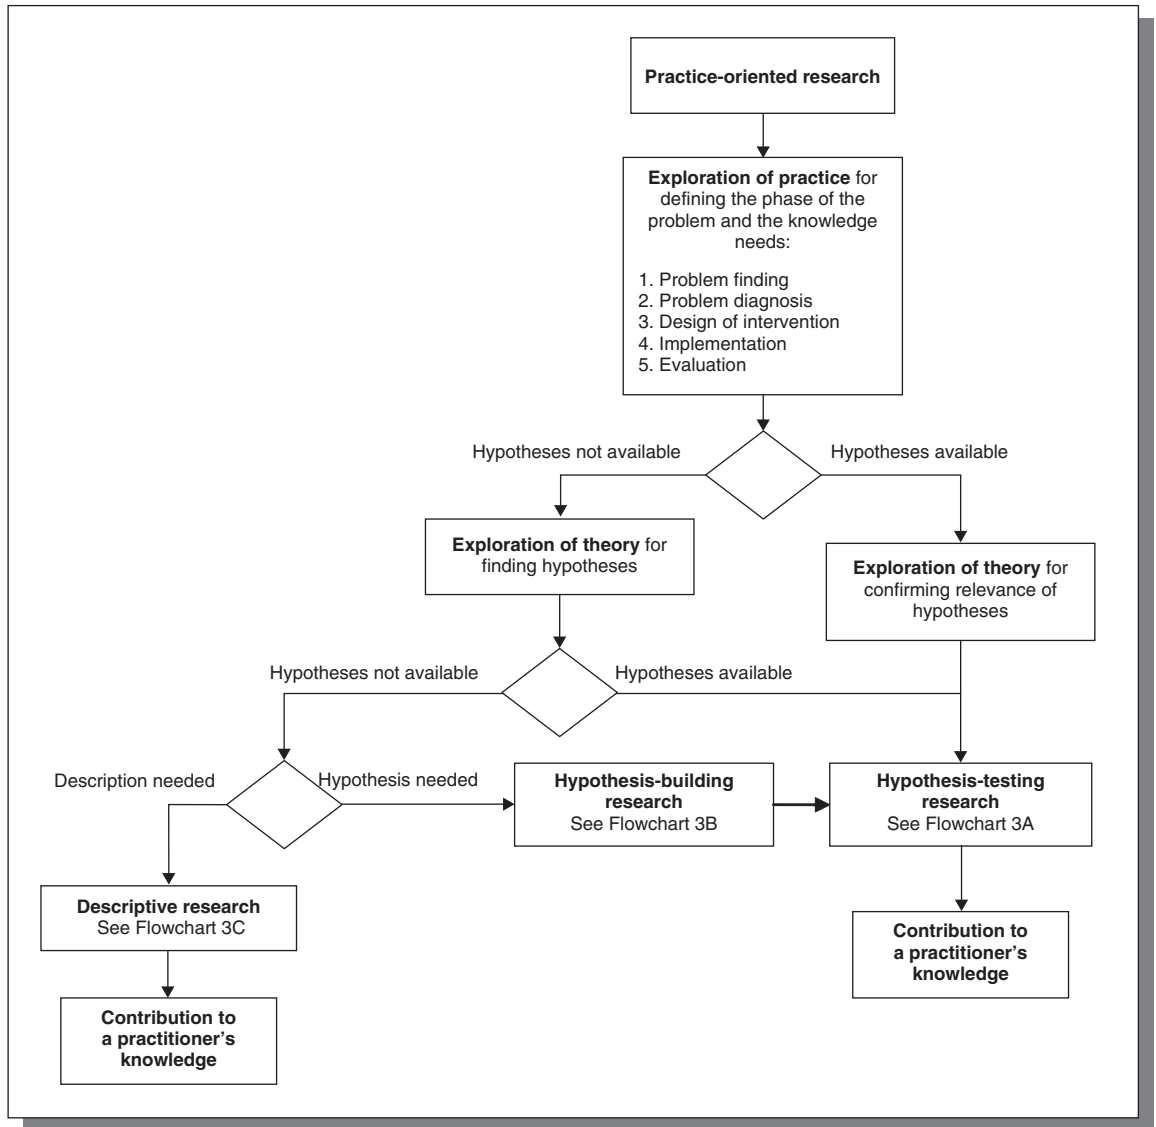 Practice-oriented research
Exploration of practice for
defining the phase of the
problem and the knowledge
needs:
1. Problem finding
2. Problem diagnosis
3. Design of intervention
4. Implementation
5. Evaluation
Hypotheses not available
Hypotheses available
Exploration of theory for
finding hypotheses
Exploration of theory for
confirming relevance of
hypotheses
Hypotheses not available
Hypotheses available
Description needed
Hypothesis needed
Hypothesis-building
research
See Flowchart 3B
Hypothesis-testing
research
See Flowchart 3A
Descriptive research
See Flowchart 3C
Contribution to
a practitioner's
knowledge
Contribution to
a practitioner's
knowledge